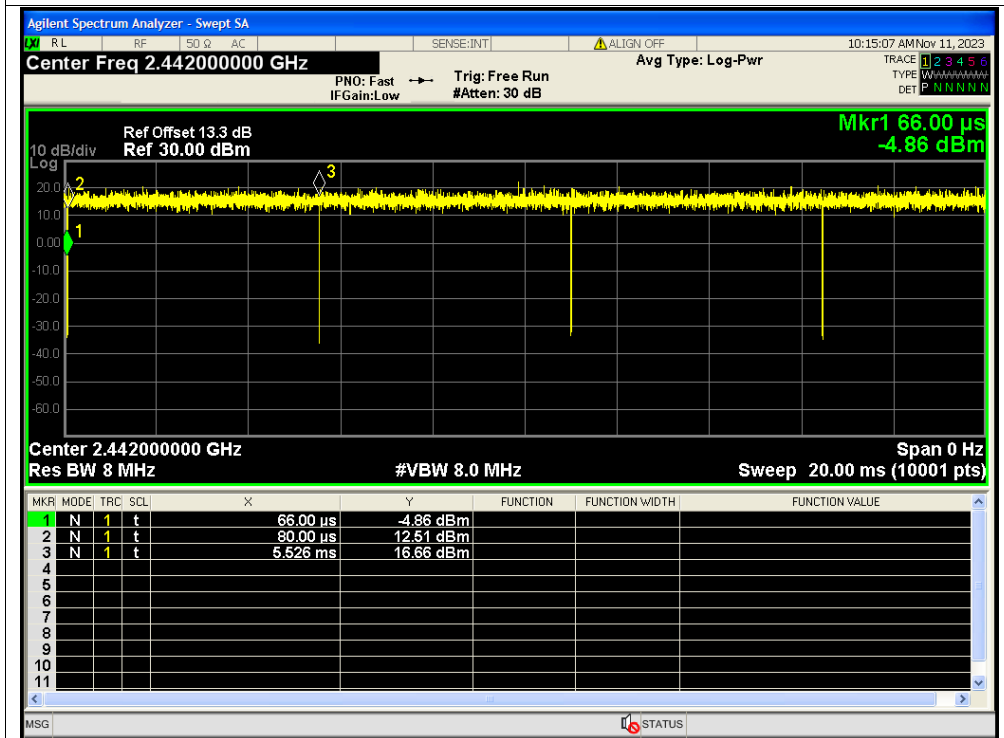 Agilent Spectrum Analyzer - Swept SA
LXI RL RF 50 Ω AC SENSE:INT ALIGN OFF 10:15:07 AM Nov 11, 2023
Center Freq 2.442000000 GHz Avg Type: Log-Pwr TRACE 1 2 3 4 5 6
PNO: Fast Trig: Free Run TYPE WWWWWW
IFGain:Low #Atten: 30 dB DET P N N N N N
Mkr1 66.00 µs
-4.86 dBm
Ref Offset 13.3 dB
10 dB/div Ref 30.00 dBm
Log
20.0
10.0
0.00
-10.0
-20.0
-30.0
-40.0
-50.0
-60.0
2
3
1
Center 2.442000000 GHz Span 0 Hz
Res BW 8 MHz #VBW 8.0 MHz Sweep 20.00 ms (10001 pts)
MKR MODE TRC SCL X Y FUNCTION FUNCTION WIDTH FUNCTION VALUE
1 N 1 t 66.00 µs -4.86 dBm
2 N 1 t 80.00 µs 12.51 dBm
3 N 1 t 5.526 ms 16.66 dBm
4
5
6
7
8
9
10
11
MSG STATUS